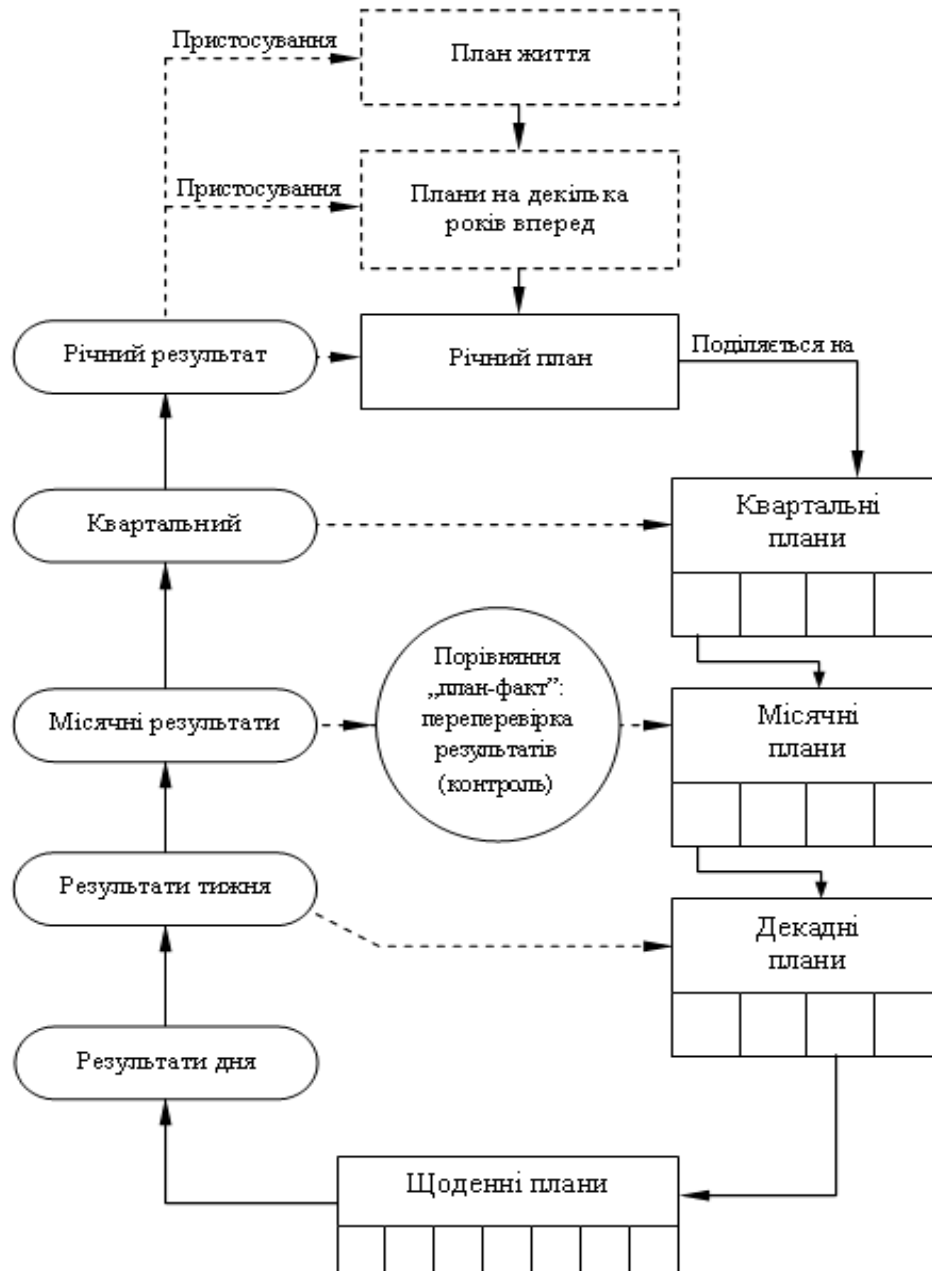 Пристосування
План життя
Пристосування
Плани на декілька
років вперед
Річний результат
Річний план
Поділяється на
Квартальний
Квартальні
плани
Місячні результати
Порівняння
„план-факт”:
переперевірка
результатів
(контроль)
Місячні
плани
Результати тижня
Декадні
плани
Результати дня
Щоденні плани